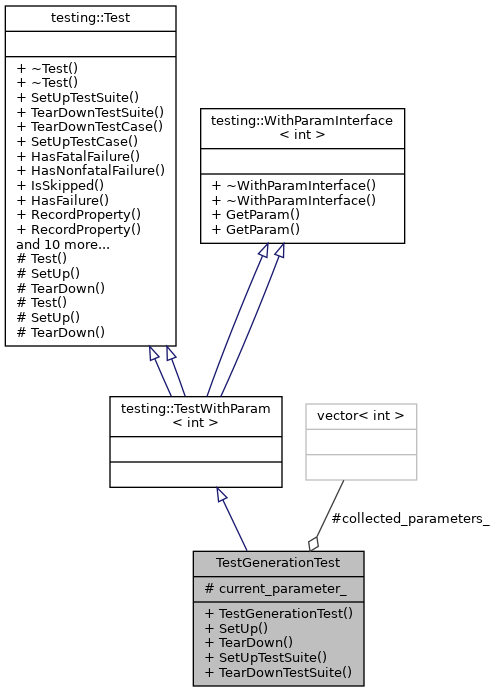 testing::Test
+ ~Test()
+ ~Test()
+ SetUpTestSuite()
+ TearDownTestSuite()
+ TearDownTestCase()
+ SetUpTestCase()
+ HasFatalFailure()
+ HasNonfatalFailure()
+ IsSkipped()
+ HasFailure()
+ RecordProperty()
+ RecordProperty()
and 10 more...
# Test()
# SetUp()
# TearDown()
# Test()
# SetUp()
# TearDown()
testing::WithParamInterface
< int >
+ ~WithParamInterface()
+ ~WithParamInterface()
+ GetParam()
+ GetParam()
testing::TestWithParam
< int >
vector< int >
#collected_parameters_
TestGenerationTest
# current_parameter_
+ TestGenerationTest()
+ SetUp()
+ TearDown()
+ SetUpTestSuite()
+ TearDownTestSuite()